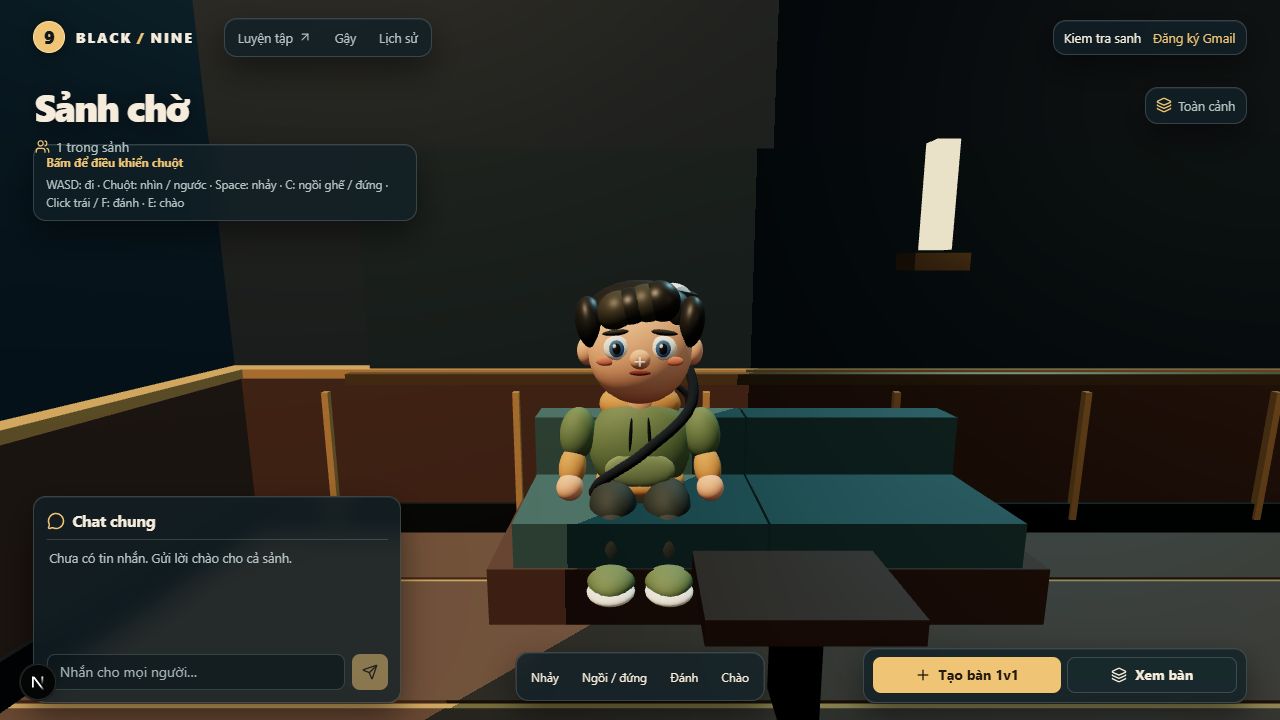 9 BLACK / NINE
Luyện tập Gậy Lịch sử
Kiem tra sanh Đăng ký Gmail
Sảnh chờ
Toàn cảnh
1 trong sảnh
Bấm để điều khiển chuột
WASD: đi · Chuột: nhìn / ngước · Space: nhảy · C: ngồi ghế / đứng ·
Click trái / F: đánh · E: chào
Chat chung
Chưa có tin nhắn. Gửi lời chào cho cả sảnh.
Nhắn cho mọi người...
N
Nhảy Ngồi / đứng Đánh Chào
Tạo bàn 1v1
Xem bàn